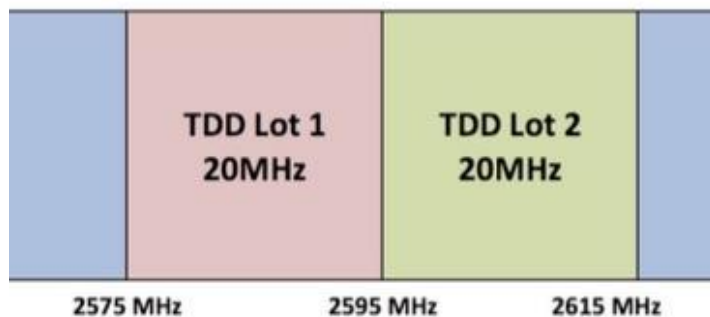 TDD Lot 1
20MHz
TDD Lot 2
20MHz
2575 MHz
2595 MHz
2615 MHz